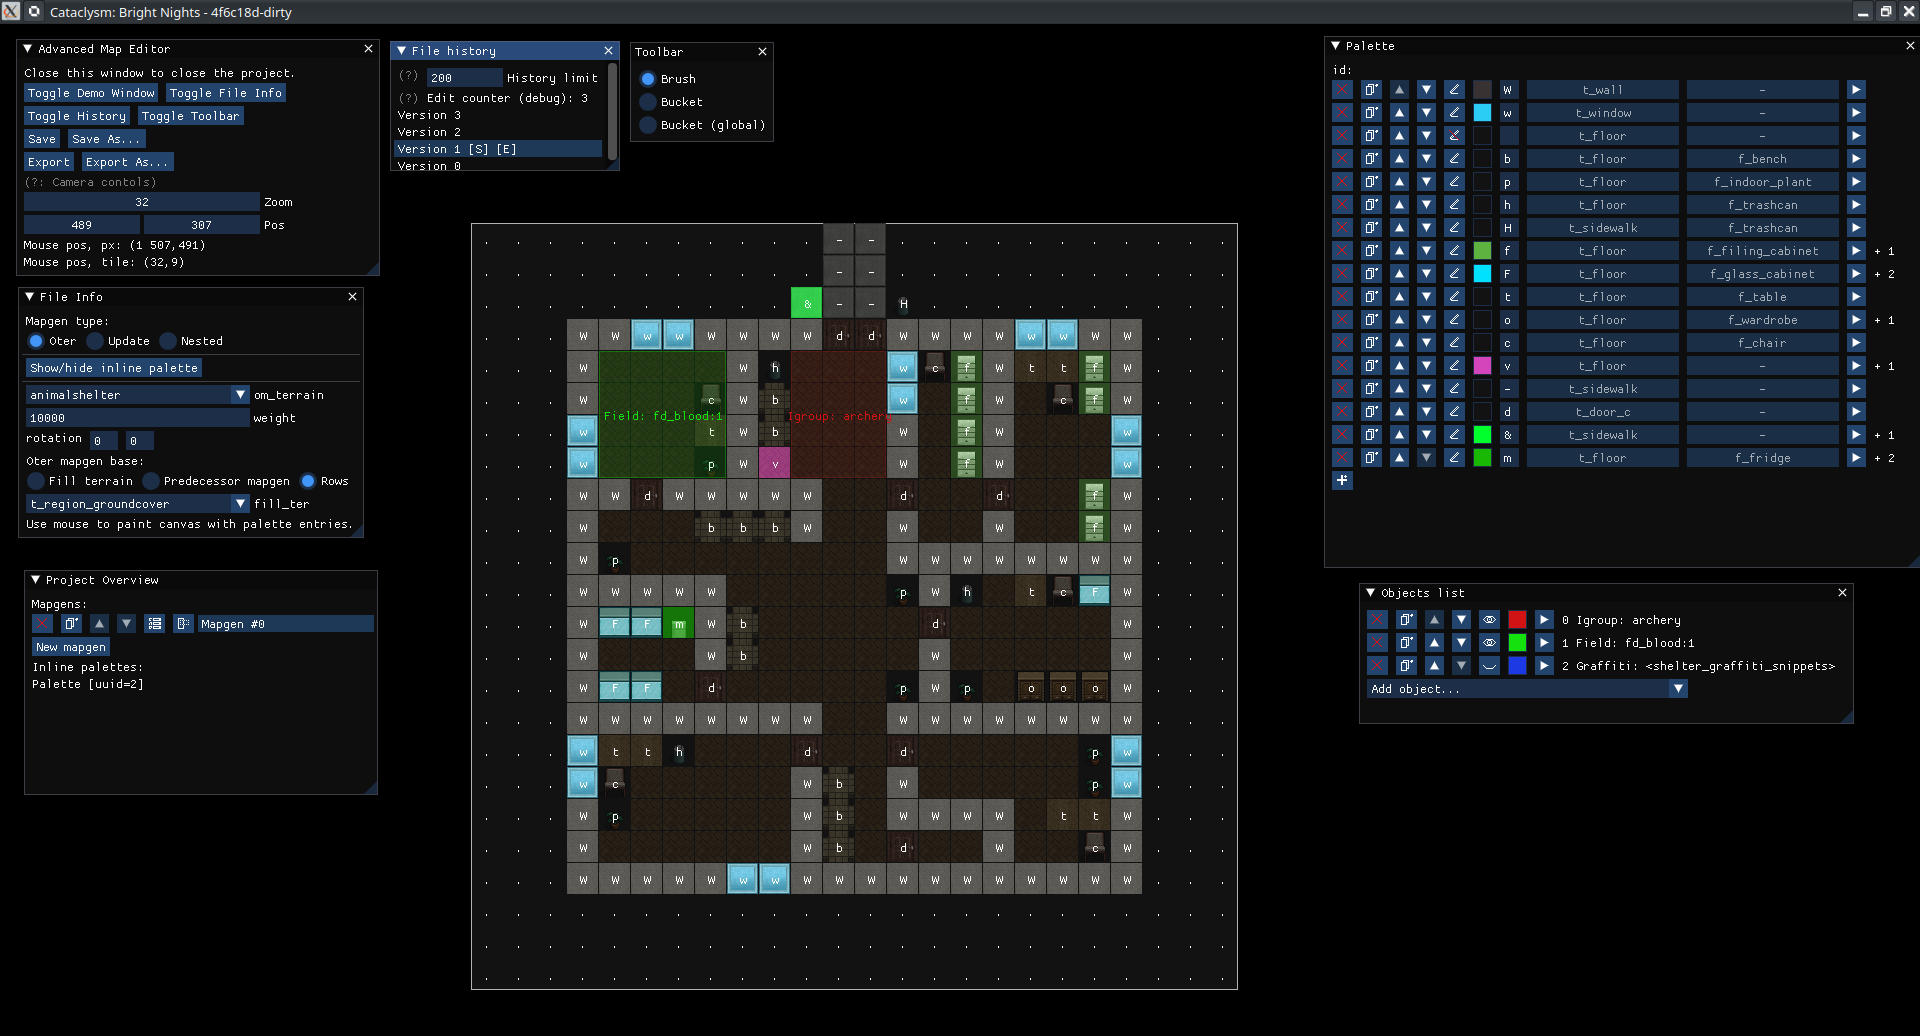 Cataclysm: Bright Nights - 4f6c18d-dirty
Advanced Map Editor
Close this window to close the project.
Toggle Demo Window Toggle File Info
Toggle History Toggle Toolbar
Save Save As...
Export Export As...
(?: Camera contols)
32 Zoom
489 307 Pos
Mouse pos, px: (1 507,491)
Mouse pos, tile: (32,9)
File Info
Mapgen type:
Oter Update Nested
Show/hide inline palette
animalshelter om_terrain
10000 weight
rotation 0 0
Oter mapgen base:
Fill terrain Predecessor mapgen Rows
t_region_groundcover fill_ter
Use mouse to paint canvas with palette entries.
Project Overview
Mapgens:
Mapgen #0
New mapgen
Inline palettes:
Palette [uuid=2]
File history
(?) 200 History limit
(?) Edit counter (debug): 3
Version 3
Version 2
Version 1 [S] [E]
Version 0
Toolbar
Brush
Bucket
Bucket (global)
- -
- -
& - - H
W W w w W W W W d d W W W W w w W W
W W h w c f W t t f W
W c W b w f W c f W
Field: fd_blood:1 Igroup: archery
w t W b W f W w
w p W v W f W w
W W d W W W W W d W W d W f W
W b b b W W W f W
W p W W W W W W W W
W W W W W p W h t c F W
W F F m W b d W
W W b W W
W F F d p W p o o o W
W W W W W W W W W W W W W W W W
w t t h d d p w
w c W b W p w
W p W b W W W W t t W
W W b d W c W
W W W W W w w W W W W W W W W W W W
Palette
id:
W t_wall -
w t_window -
t_floor -
b t_floor f_bench
p t_floor f_indoor_plant
h t_floor f_trashcan
H t_sidewalk f_trashcan
f t_floor f_filing_cabinet + 1
F t_floor f_glass_cabinet + 2
t t_floor f_table
o t_floor f_wardrobe + 1
c t_floor f_chair
v t_floor - + 1
- t_sidewalk -
d t_door_c -
& t_sidewalk - + 1
m t_floor f_fridge + 2
Objects list
0 Igroup: archery
1 Field: fd_blood:1
2 Graffiti: <shelter_graffiti_snippets>
Add object...